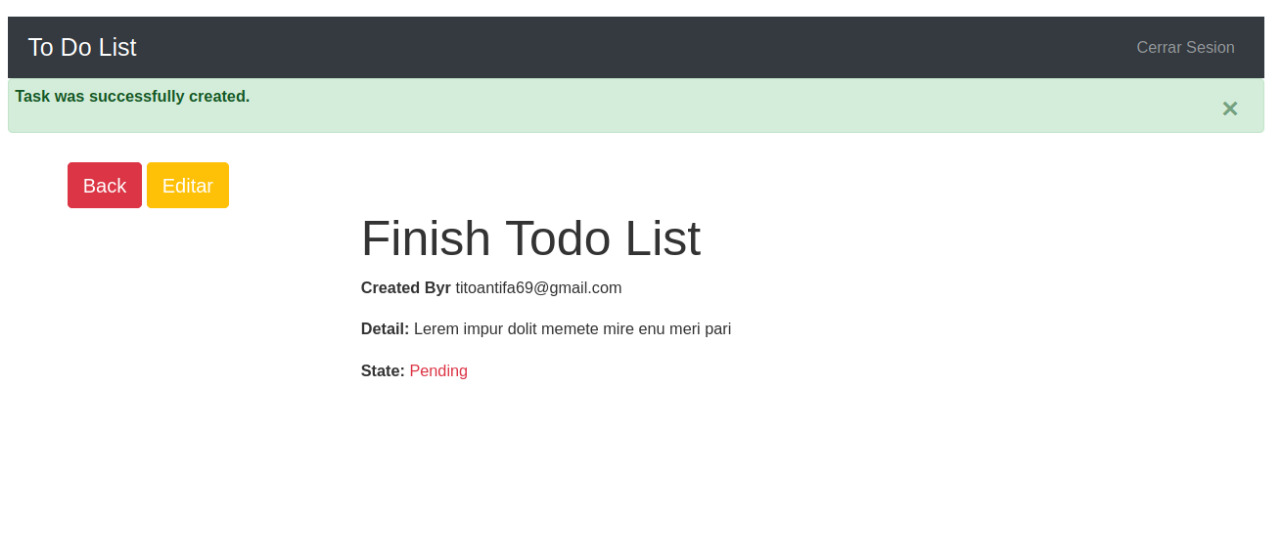 To Do List
Cerrar Sesion
Task was successfully created.
×
Back
Editar
Finish Todo List
Created Byr titoantifa69@gmail.com
Detail: Lerem impur dolit memete mire enu meri pari
State: Pending